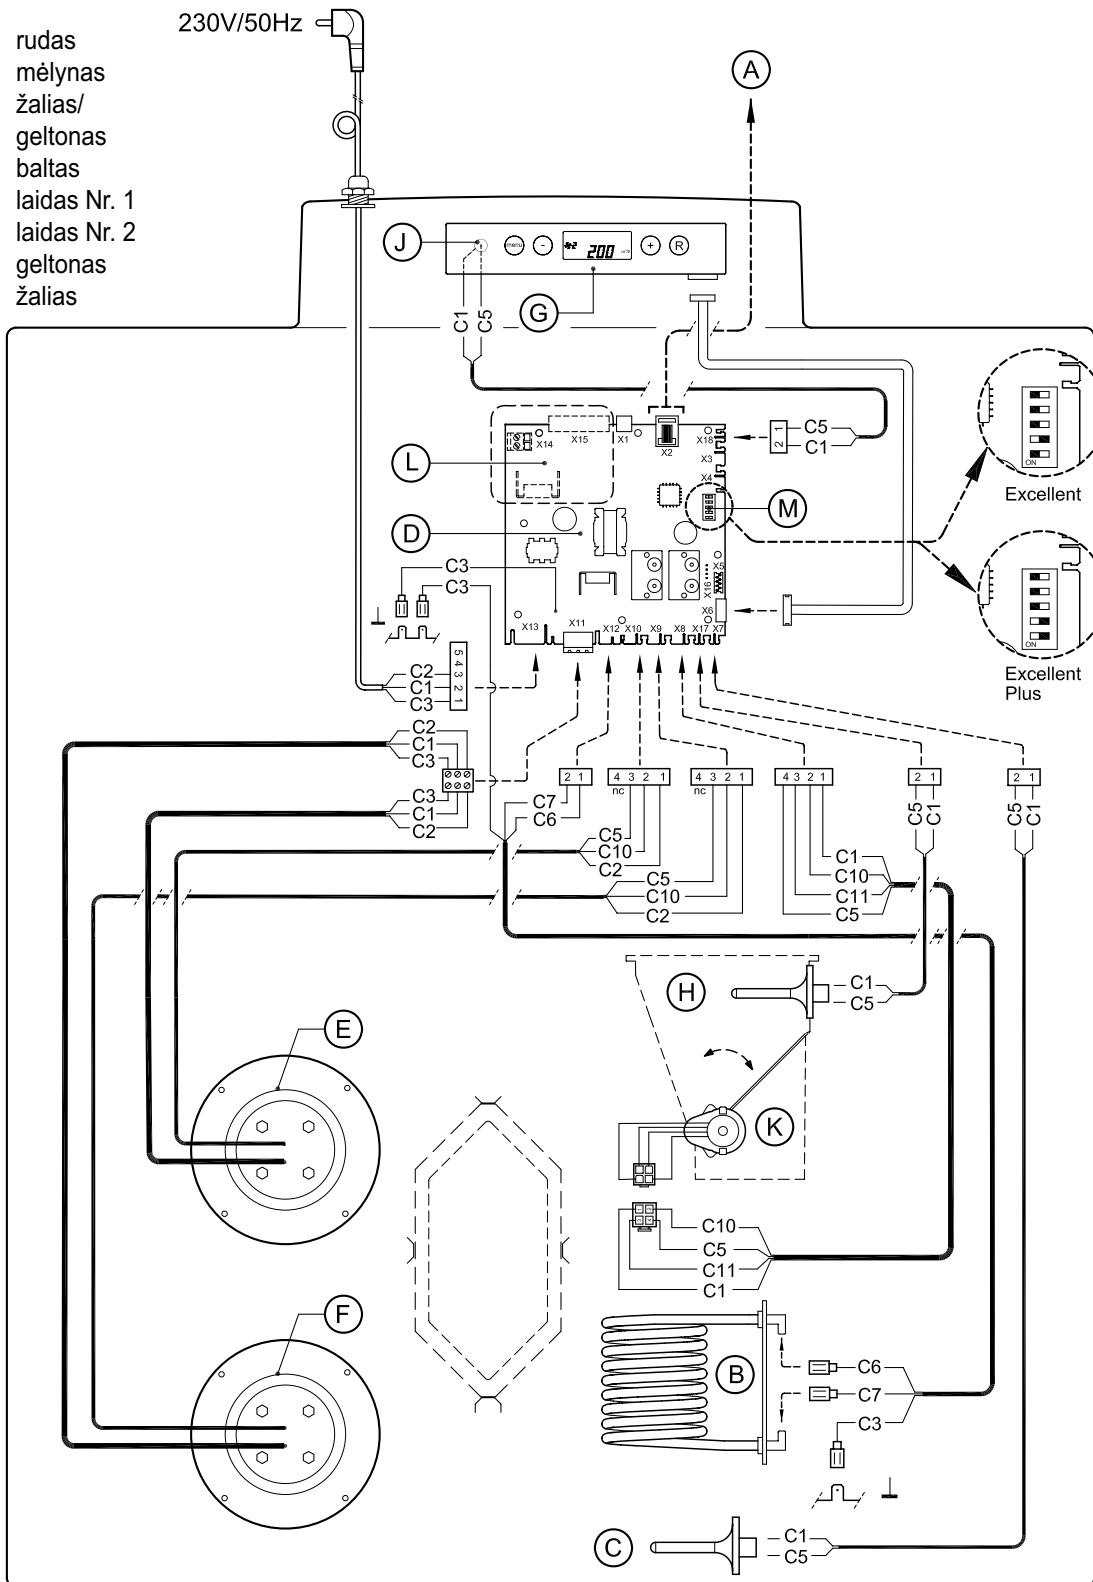 230V/50Hz
rudas
mėlynas
žalias/
geltonas
baltas
laidas Nr. 1
laidas Nr. 2
geltonas
žalias
A
J
menu
-
200
+
R
G
C1
C5
X14
X15
X1
X2
X18
X3
X4
2 1
C5
C1
L
M
Excellent
ON
D
C3
C3
X16
X5
X6
X13
X11
X12
X10
X9
X8
X17
X7
ON
Excellent
Plus
5 4 3 2 1
C2
C1
C3
C2
C1
C3
C3
C1
C2
2 1
4 3 2 1
nc
4 3 2 1
nc
4 3 2 1
2 1
2 1
C7
C6
C5
C10
C2
C5
C10
C2
C1
C10
C11
C5
C5
C1
C5
C1
H
C1
C5
E
K
C10
C5
C11
C1
F
B
C6
C7
C3
C
C1
C5